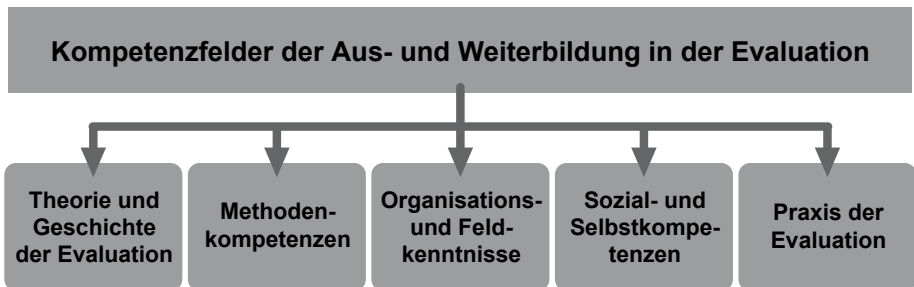 Kompetenzfelder der Aus- und Weiterbildung in der Evaluation
Theorie und
Geschichte
der Evaluation
Methoden-
kompetenzen
Organisations-
und Feld-
kenntnisse
Sozial- und
Selbstkompe-
tenzen
Praxis der
Evaluation